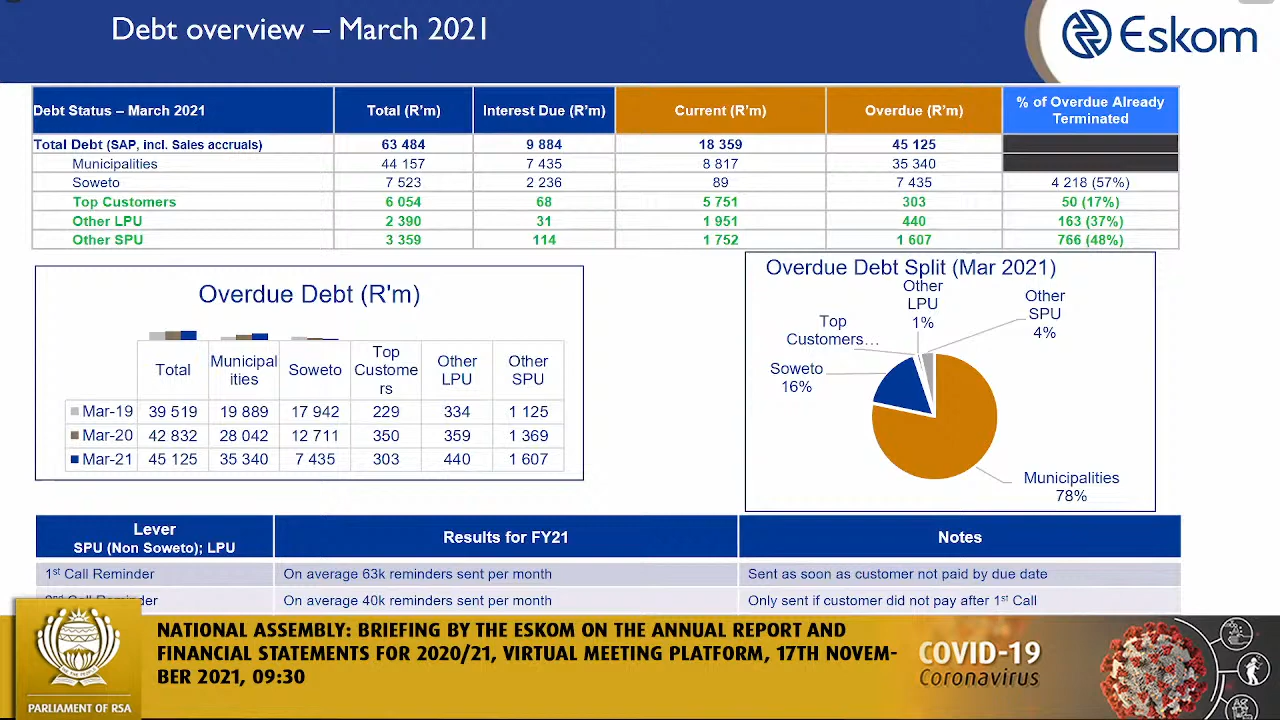 Debt overview – March 2021
Eskom
Debt Status – March 2021 Total (R'm) Interest Due (R'm) Current (R'm) Overdue (R'm) % of Overdue Already Terminated
Total Debt (SAP, incl. Sales accruals) 63 484 9 884 18 359 45 125
Municipalities 44 157 7 435 8 817 35 340
Soweto 7 523 2 236 89 7 435 4 218 (57%)
Top Customers 6 054 68 5 751 303 50 (17%)
Other LPU 2 390 31 1 951 440 163 (37%)
Other SPU 3 359 114 1 752 1 607 766 (48%)
Overdue Debt (R'm)
Total Municipal ities Soweto Top Custome rs Other LPU Other SPU
Mar-19 39 519 19 889 17 942 229 334 1 125
Mar-20 42 832 28 042 12 711 350 359 1 369
Mar-21 45 125 35 340 7 435 303 440 1 607
Overdue Debt Split (Mar 2021)
Other
LPU
1%
Other
SPU
4%
Top
Customers…
Soweto
16%
Municipalities
78%
Lever
SPU (Non Soweto); LPU
Results for FY21
Notes
1st Call Reminder On average 63k reminders sent per month Sent as soon as customer not paid by due date
2nd Call Reminder On average 40k reminders sent per month Only sent if customer did not pay after 1st Call
NATIONAL ASSEMBLY: BRIEFING BY THE ESKOM ON THE ANNUAL REPORT AND
FINANCIAL STATEMENTS FOR 2020/21, VIRTUAL MEETING PLATFORM, 17TH NOVEM-
BER 2021, 09:30
PARLIAMENT OF RSA
COVID-19
Coronavirus